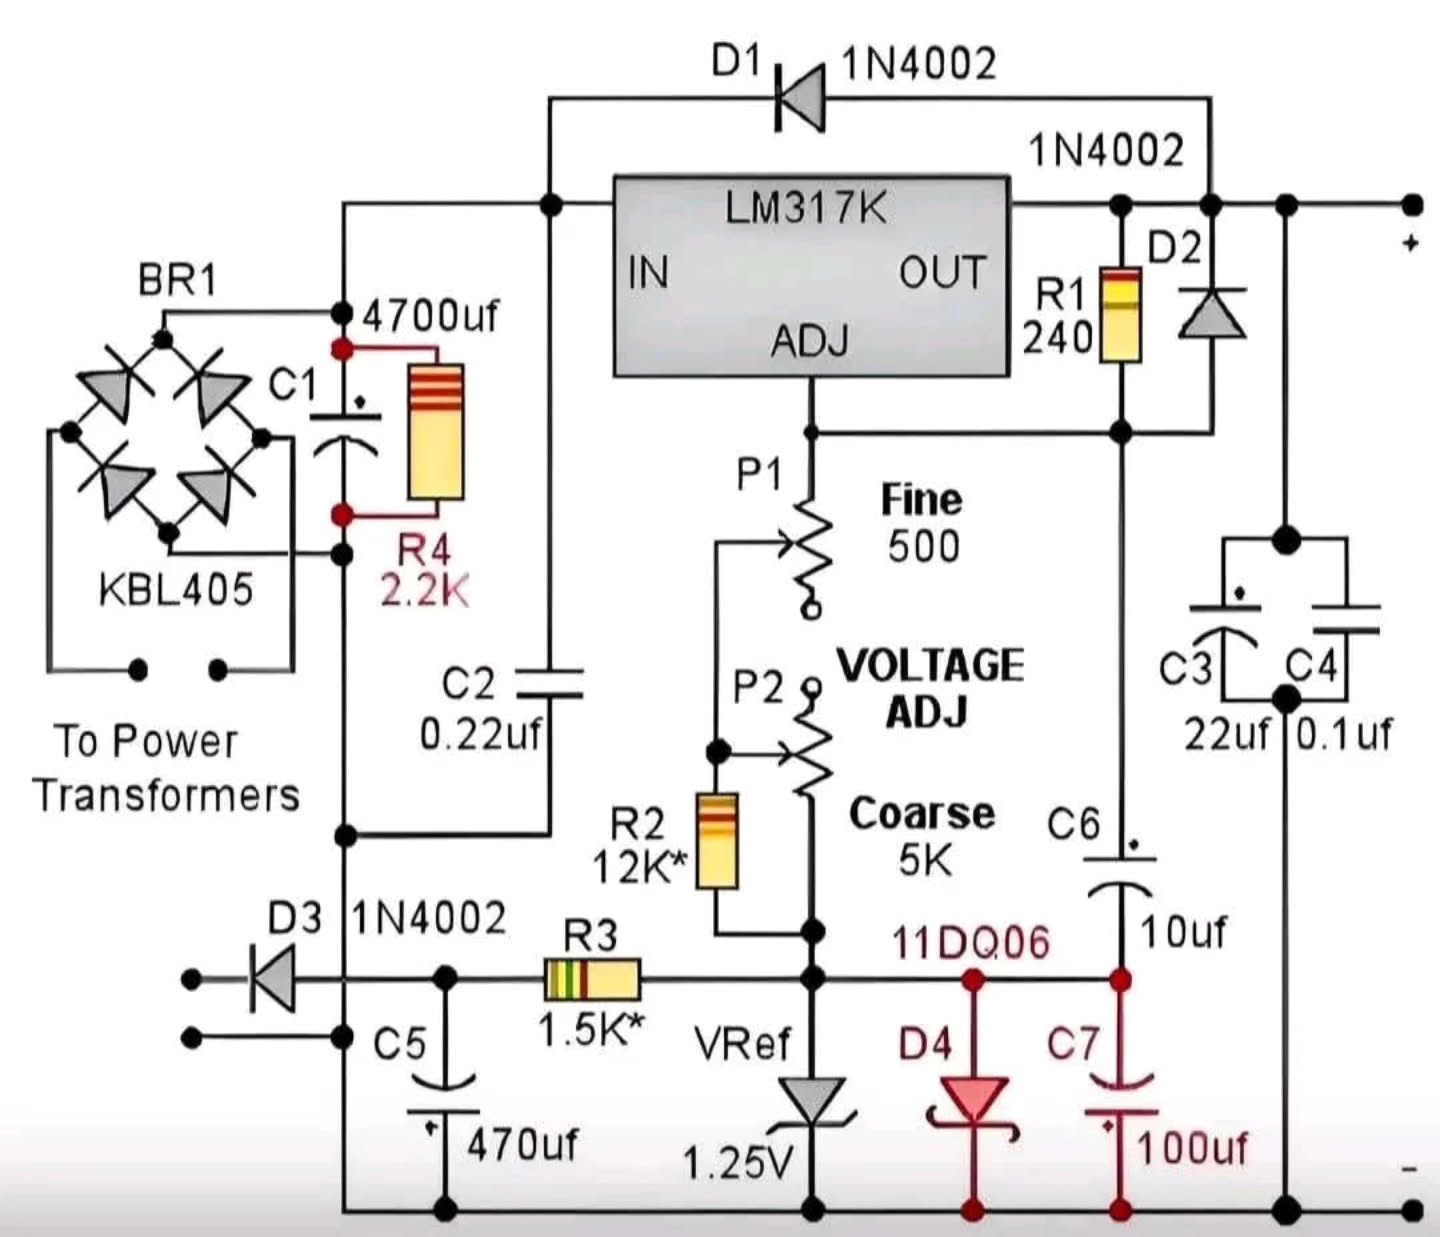 D1 1N4002
1N4002
LM317K
IN
OUT
ADJ
D2
R1
240
BR1
4700uf
C1
R4
2.2K
KBL405
To Power
Transformers
P1
Fine
500
VOLTAGE
ADJ
P2
Coarse
5K
C2
0.22uf
R2
12K*
C3
22uf
C4
0.1uf
C6
10uf
D3 1N4002
R3
1.5K*
C5
470uf
VRef
1.25V
11DQ06
D4
C7
100uf
+
-